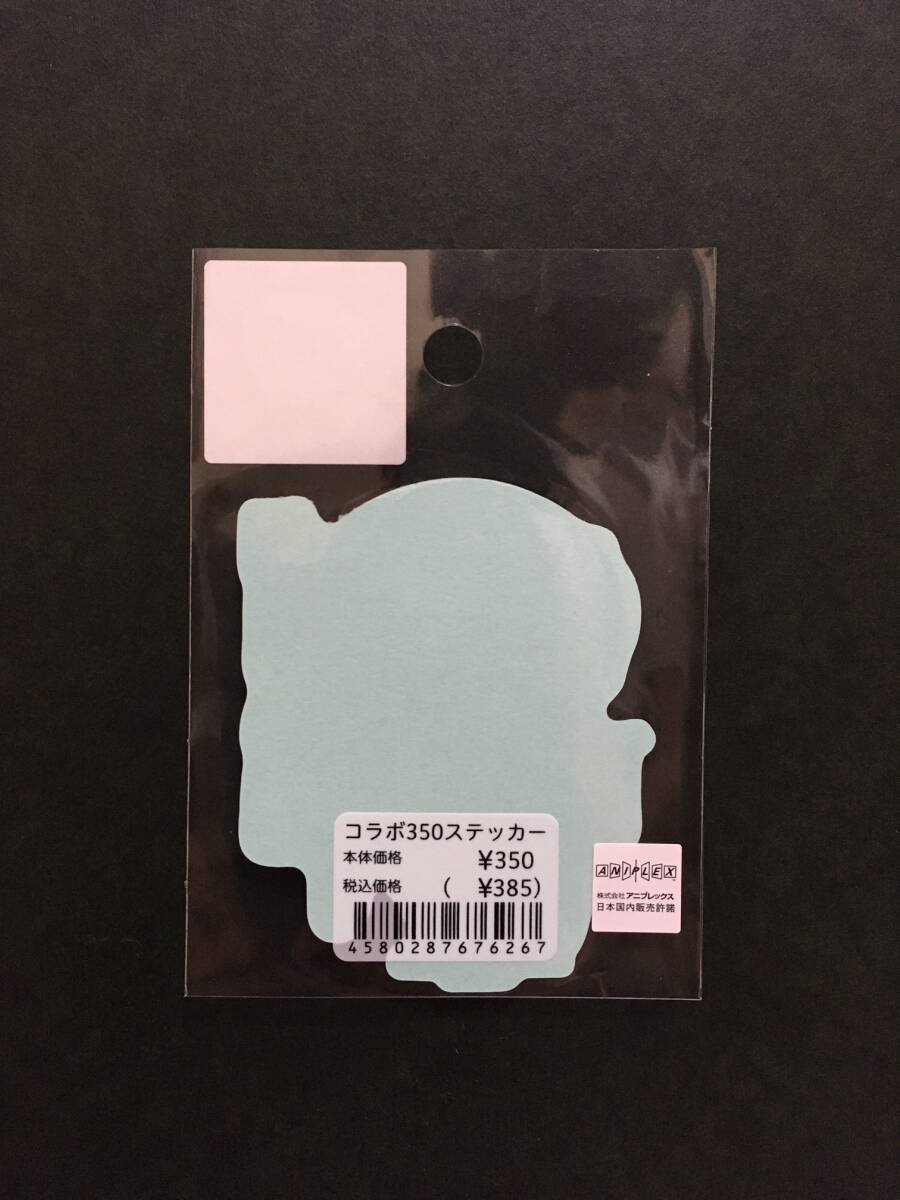 コラボ350ステッカー
本体価格 ¥350
税込価格 ( ¥385)
4580287676267
ANIPLEX
株式会社アニプレックス
日本国内販売許諾